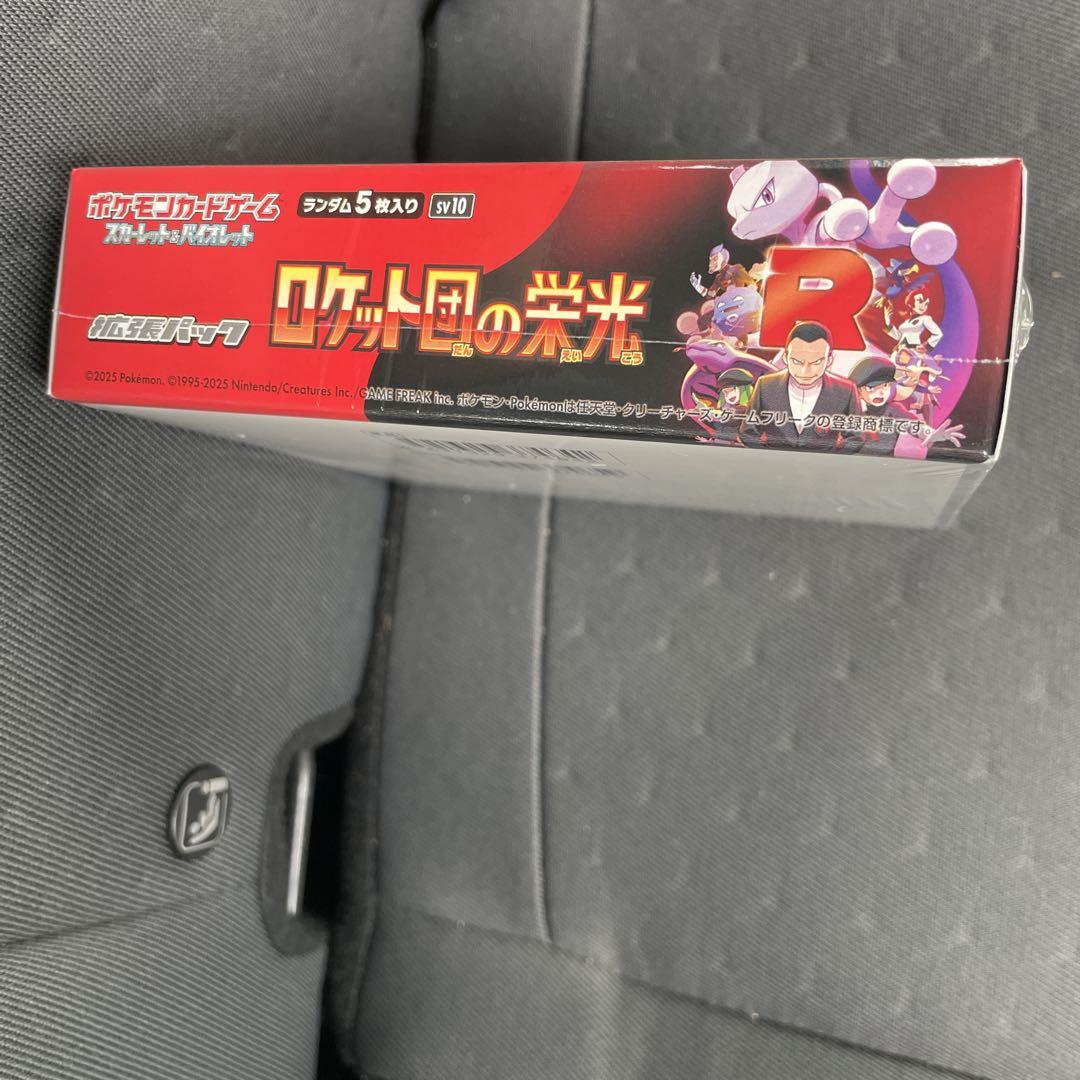 ポケモンカードゲーム
スカーレット&バイオレット
ランダム5枚入り
sv10
拡張パック
ロケット団の栄光
だん えい こう
R
©2025 Pokémon. ©1995-2025 Nintendo/Creatures Inc./GAME FREAK inc. ポケモン・Pokémonは任天堂・クリーチャーズ・ゲームフリークの登録商標です。